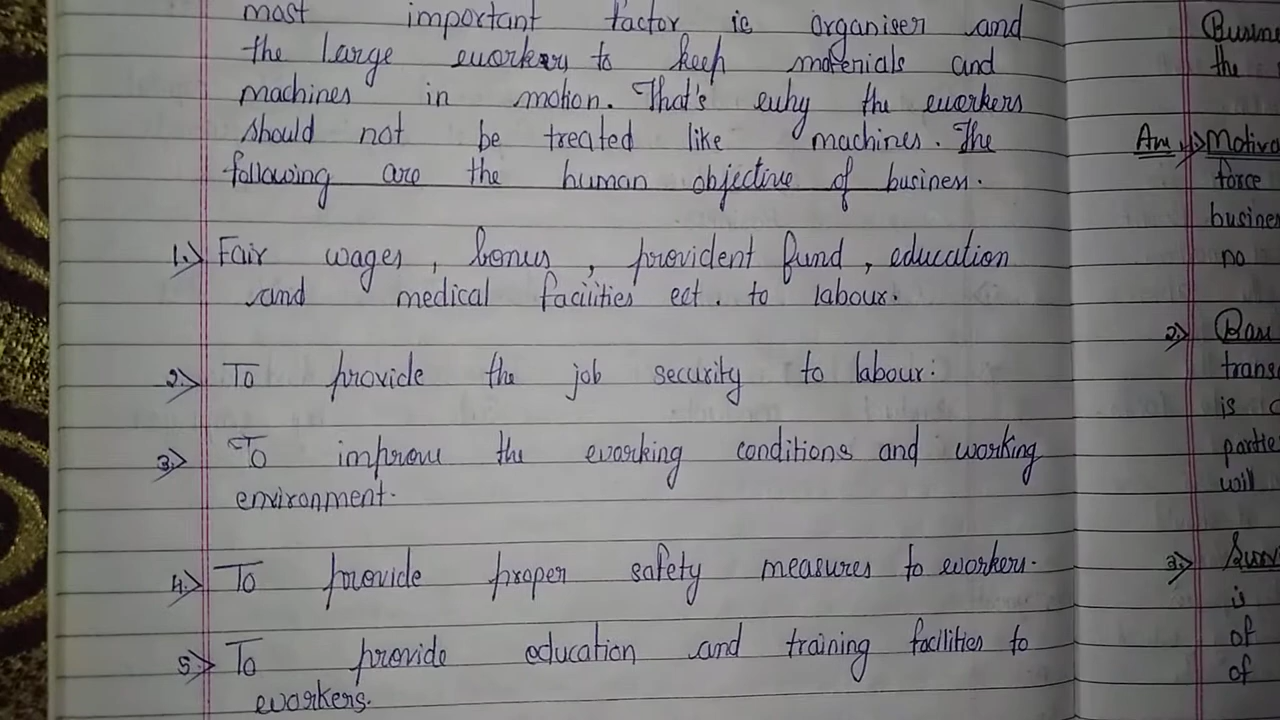 most important factor is organiser and
the large workers to keep materials and
machines in motion. That's why the workers
should not be treated like machines. The
following are the human objective of business.
1.> Fair wages, bonus, provident fund, education
and medical facilities ect. to labour.
2.> To provide the job security to labour.
3.> To improve the working conditions and working
environment.
4.> To provide proper safety measures to workers.
5.> To provide education and training facilities to
workers.
Busine
the
Ans 1.> Motiva
force
busines
no
2.>
trans
is
partie
will
3.>
is
of
of